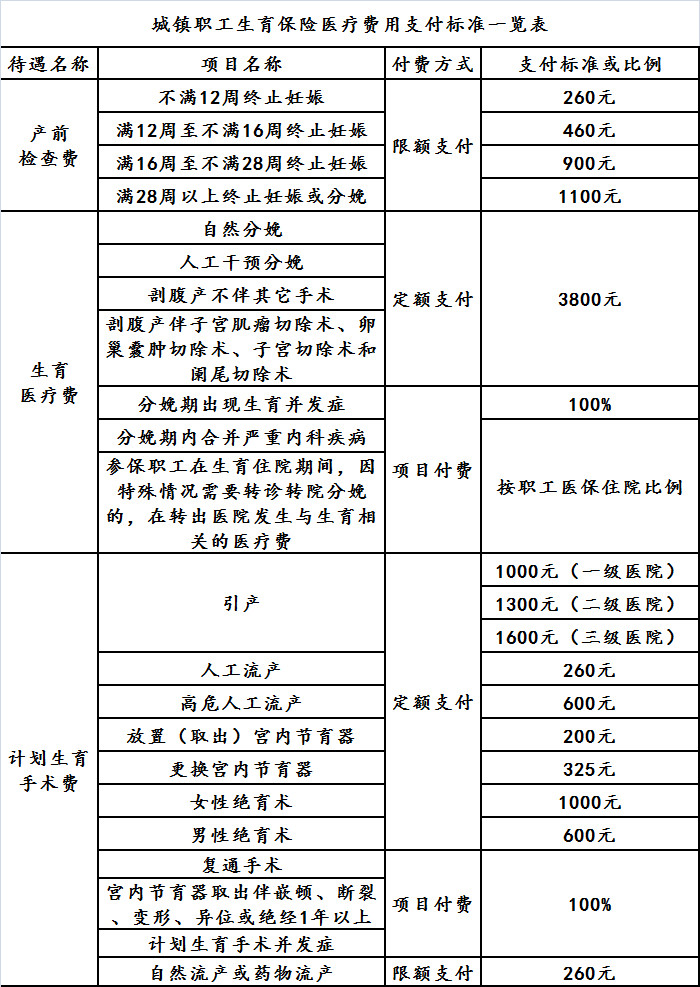 城镇职工生育保险医疗费用支付标准一览表
待遇名称 项目名称 付费方式 支付标准或比例
产前
检查费
不满12周终止妊娠
满12周至不满16周终止妊娠
满16周至不满28周终止妊娠
满28周以上终止妊娠或分娩
限额支付
260元
460元
900元
1100元
生育
医疗费
自然分娩
人工干预分娩
剖腹产不伴其它手术
剖腹产伴子宫肌瘤切除术、卵
巢囊肿切除术、子宫切除术和
阑尾切除术
定额支付
3800元
分娩期出现生育并发症
分娩期内合并严重内科疾病
参保职工在生育住院期间，因
特殊情况需要转诊转院分娩
的，在转出医院发生与生育相
关的医疗费
项目付费
100%
按职工医保住院比例
计划生育
手术费
引产
1000元（一级医院）
1300元（二级医院）
1600元（三级医院）
定额支付
人工流产 260元
高危人工流产 600元
放置（取出）宫内节育器 200元
更换宫内节育器 325元
女性绝育术 1000元
男性绝育术 600元
复通手术
宫内节育器取出伴嵌顿、断裂
、变形、异位或绝经1年以上
计划生育手术并发症
项目付费
100%
自然流产或药物流产 限额支付 260元